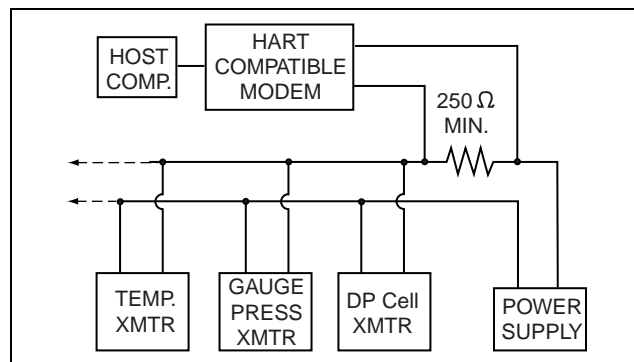 HOST
COMP.
HART
COMPATIBLE
MODEM
250 Ω
MIN.
TEMP.
XMTR
GAUGE
PRESS
XMTR
DP Cell
XMTR
POWER
SUPPLY